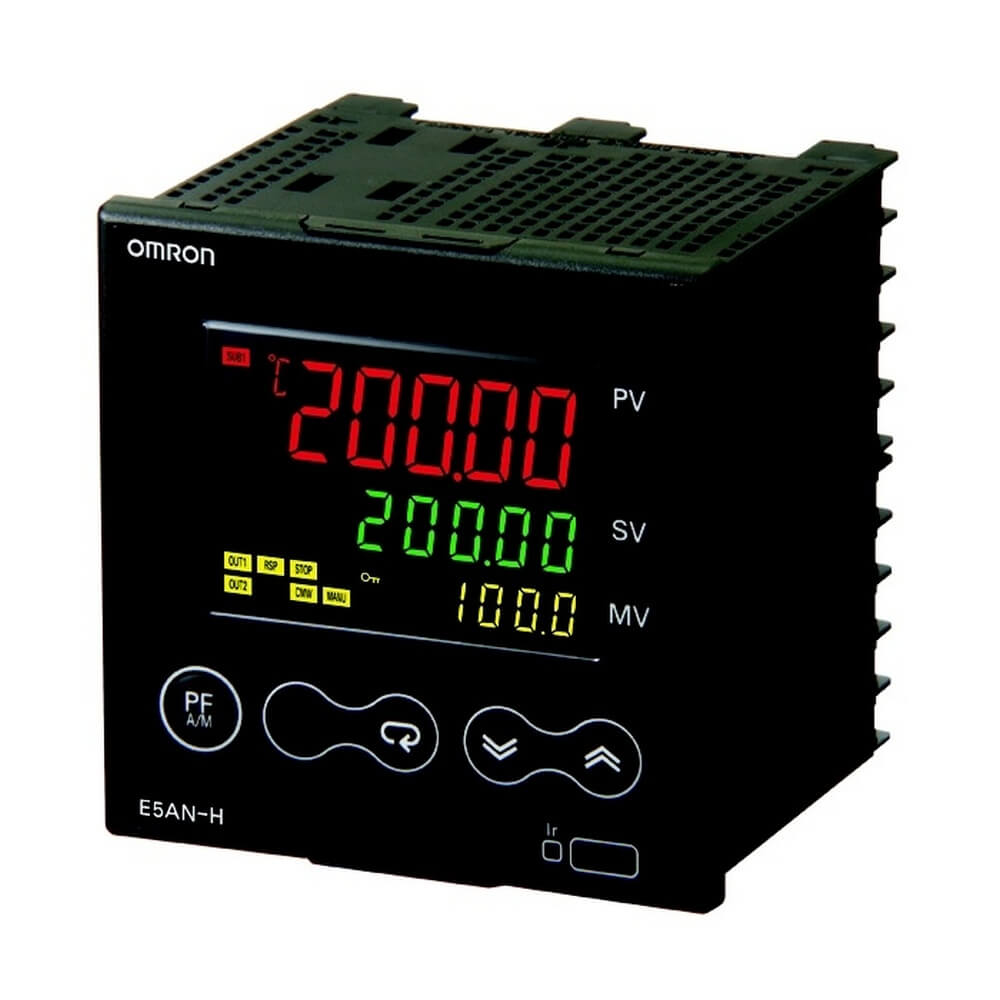 OMRON
SUB1 °C 200.00 PV
200.00 SV
OUT1 RSP STOP
OUT2 CMW MANU 100.0 MV
PF
A/M
E5AN-H
Ir